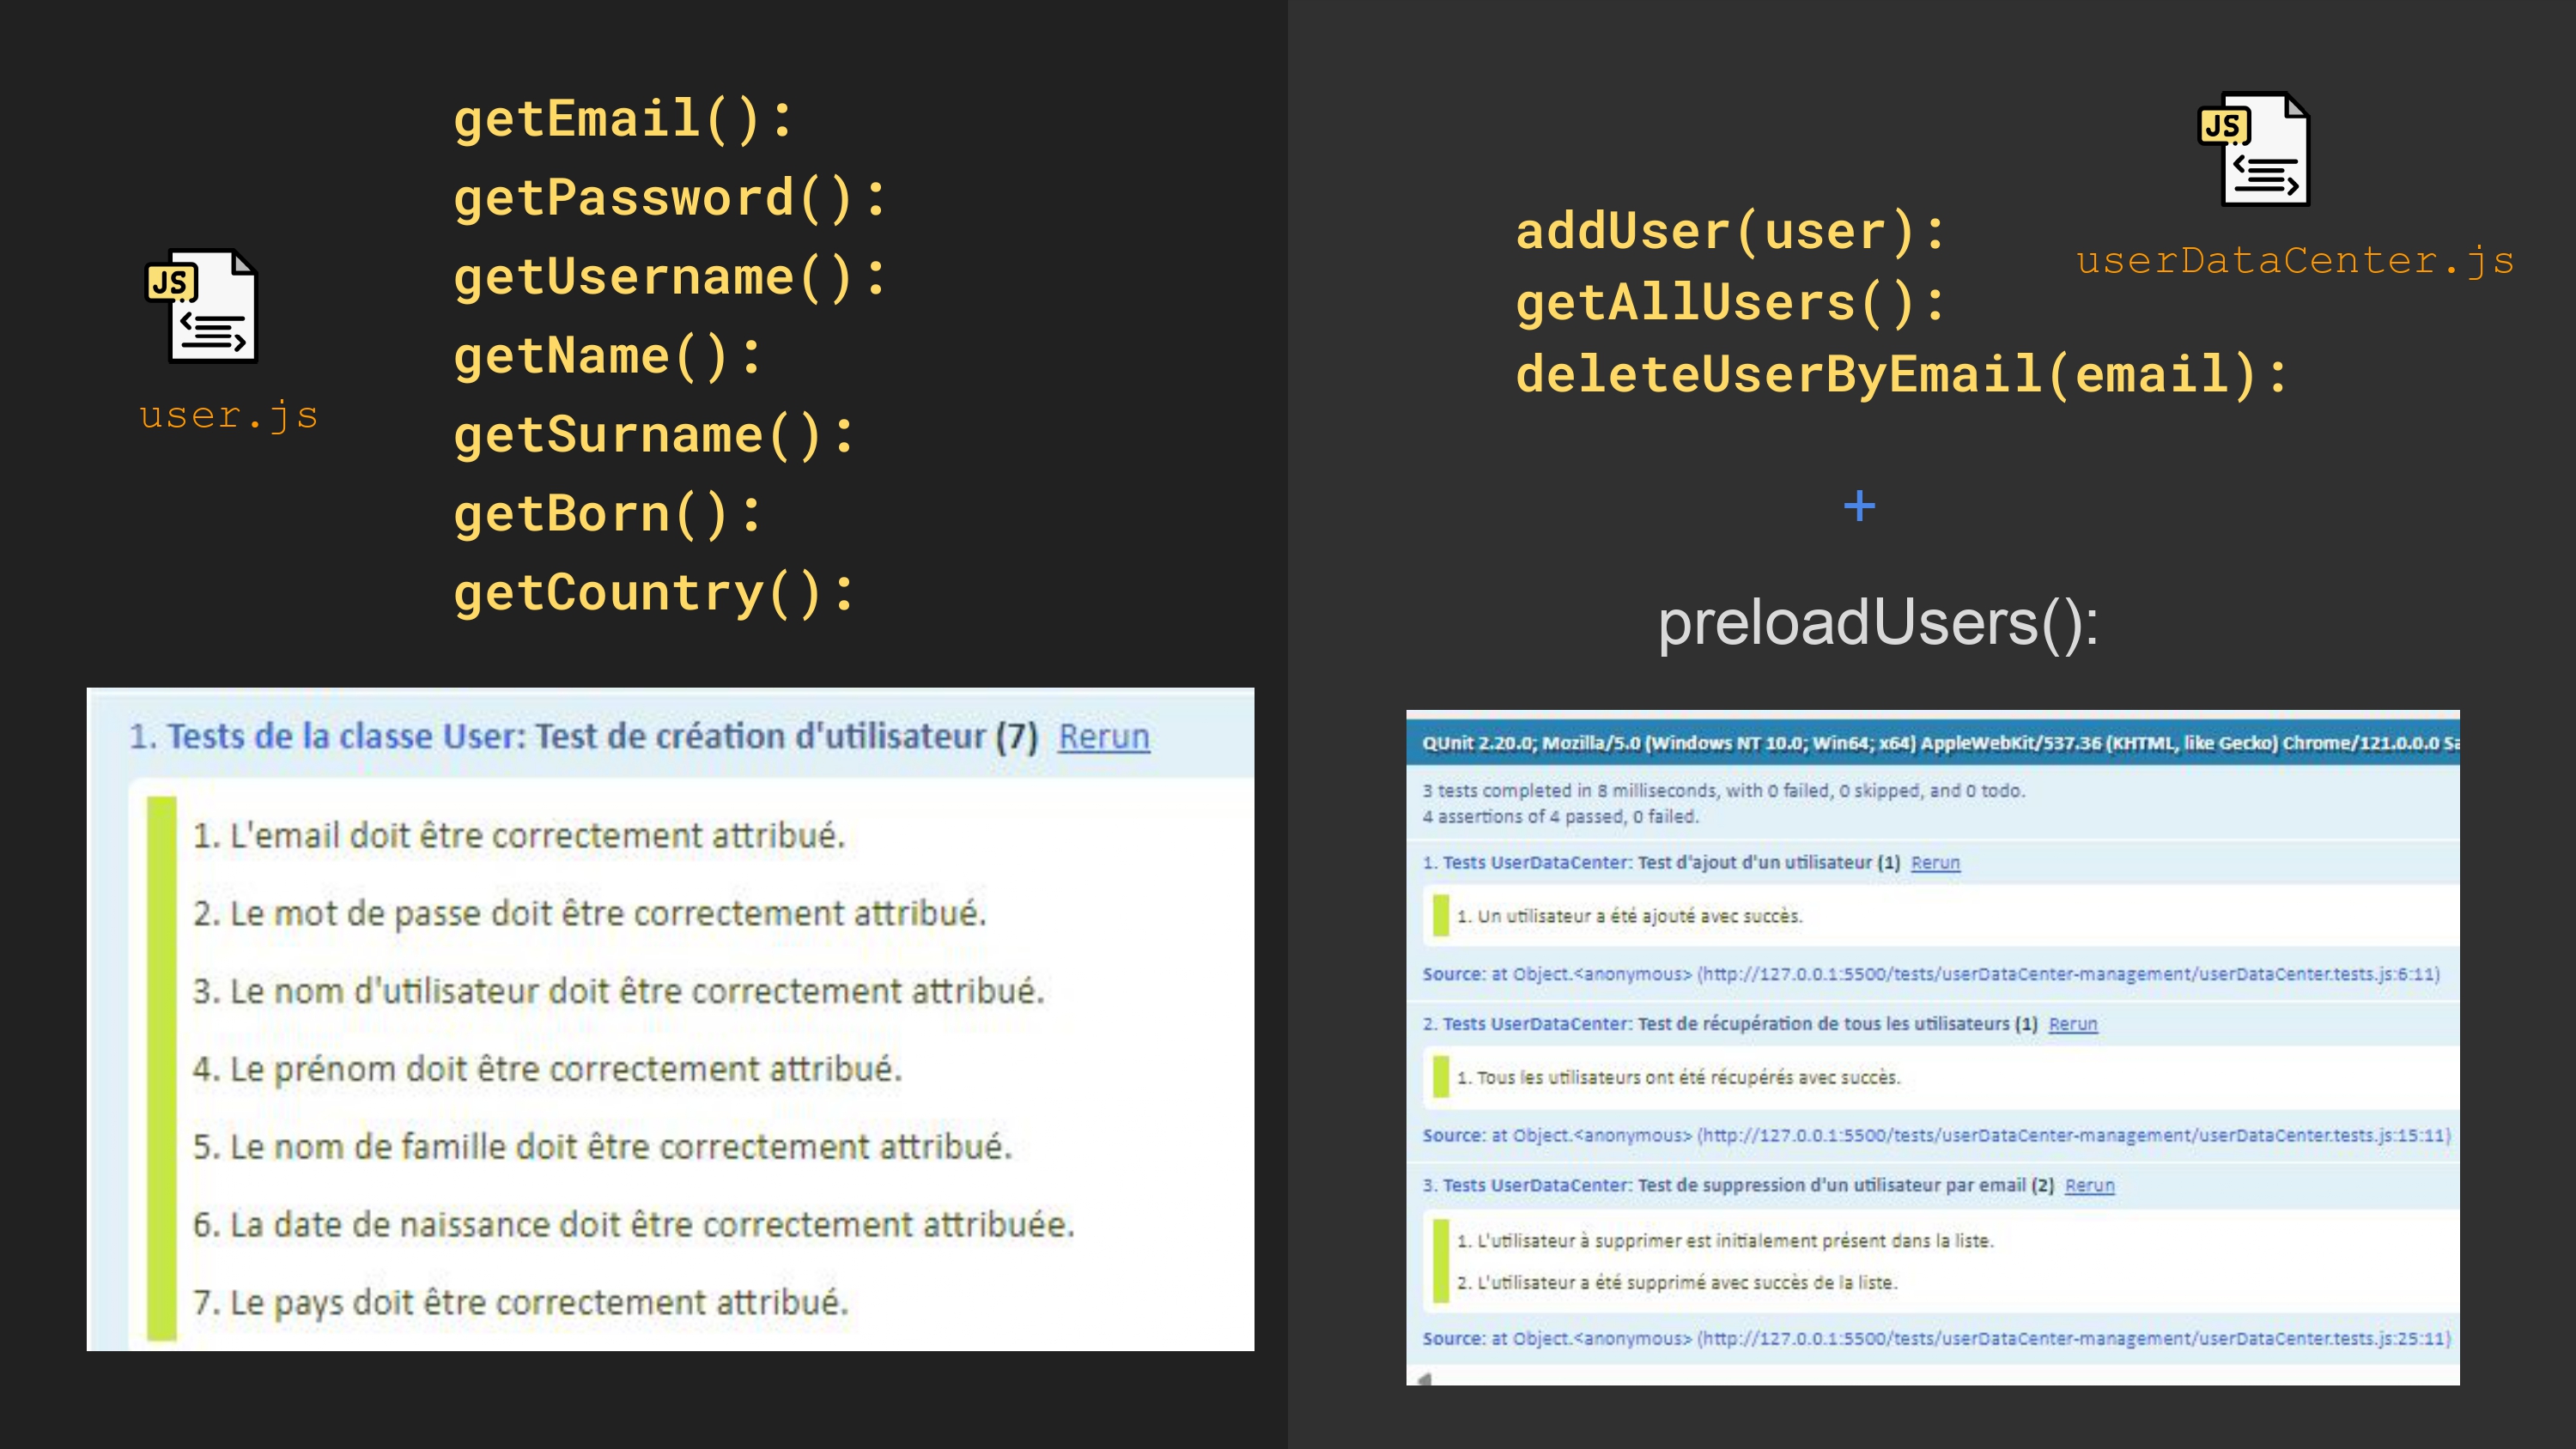 getEmail():
getPassword():
getUsername():
getName():
getSurname():
getBorn():
getCountry():
JS
user.js
1. Tests de la classe User: Test de création d'utilisateur (7) Rerun
1. L'email doit être correctement attribué.
2. Le mot de passe doit être correctement attribué.
3. Le nom d'utilisateur doit être correctement attribué.
4. Le prénom doit être correctement attribué.
5. Le nom de famille doit être correctement attribué.
6. La date de naissance doit être correctement attribuée.
7. Le pays doit être correctement attribué.
JS
userDataCenter.js
addUser(user):
getAllUsers():
deleteUserByEmail(email):
+
preloadUsers():
QUnit 2.20.0; Mozilla/5.0 (Windows NT 10.0; Win64; x64) AppleWebKit/537.36 (KHTML, like Gecko) Chrome/121.0.0.0 Sa
3 tests completed in 8 milliseconds, with 0 failed, 0 skipped, and 0 todo.
4 assertions of 4 passed, 0 failed.
1. Tests UserDataCenter: Test d'ajout d'un utilisateur (1) Rerun
1. Un utilisateur a été ajouté avec succès.
Source: at Object.<anonymous> (http://127.0.0.1:5500/tests/userDataCenter-management/userDataCenter.tests.js:6:11)
2. Tests UserDataCenter: Test de récupération de tous les utilisateurs (1) Rerun
1. Tous les utilisateurs ont été récupérés avec succès.
Source: at Object.<anonymous> (http://127.0.0.1:5500/tests/userDataCenter-management/userDataCenter.tests.js:15:11)
3. Tests UserDataCenter: Test de suppression d'un utilisateur par email (2) Rerun
1. L'utilisateur à supprimer est initialement présent dans la liste.
2. L'utilisateur a été supprimé avec succès de la liste.
Source: at Object.<anonymous> (http://127.0.0.1:5500/tests/userDataCenter-management/userDataCenter.tests.js:25:11)